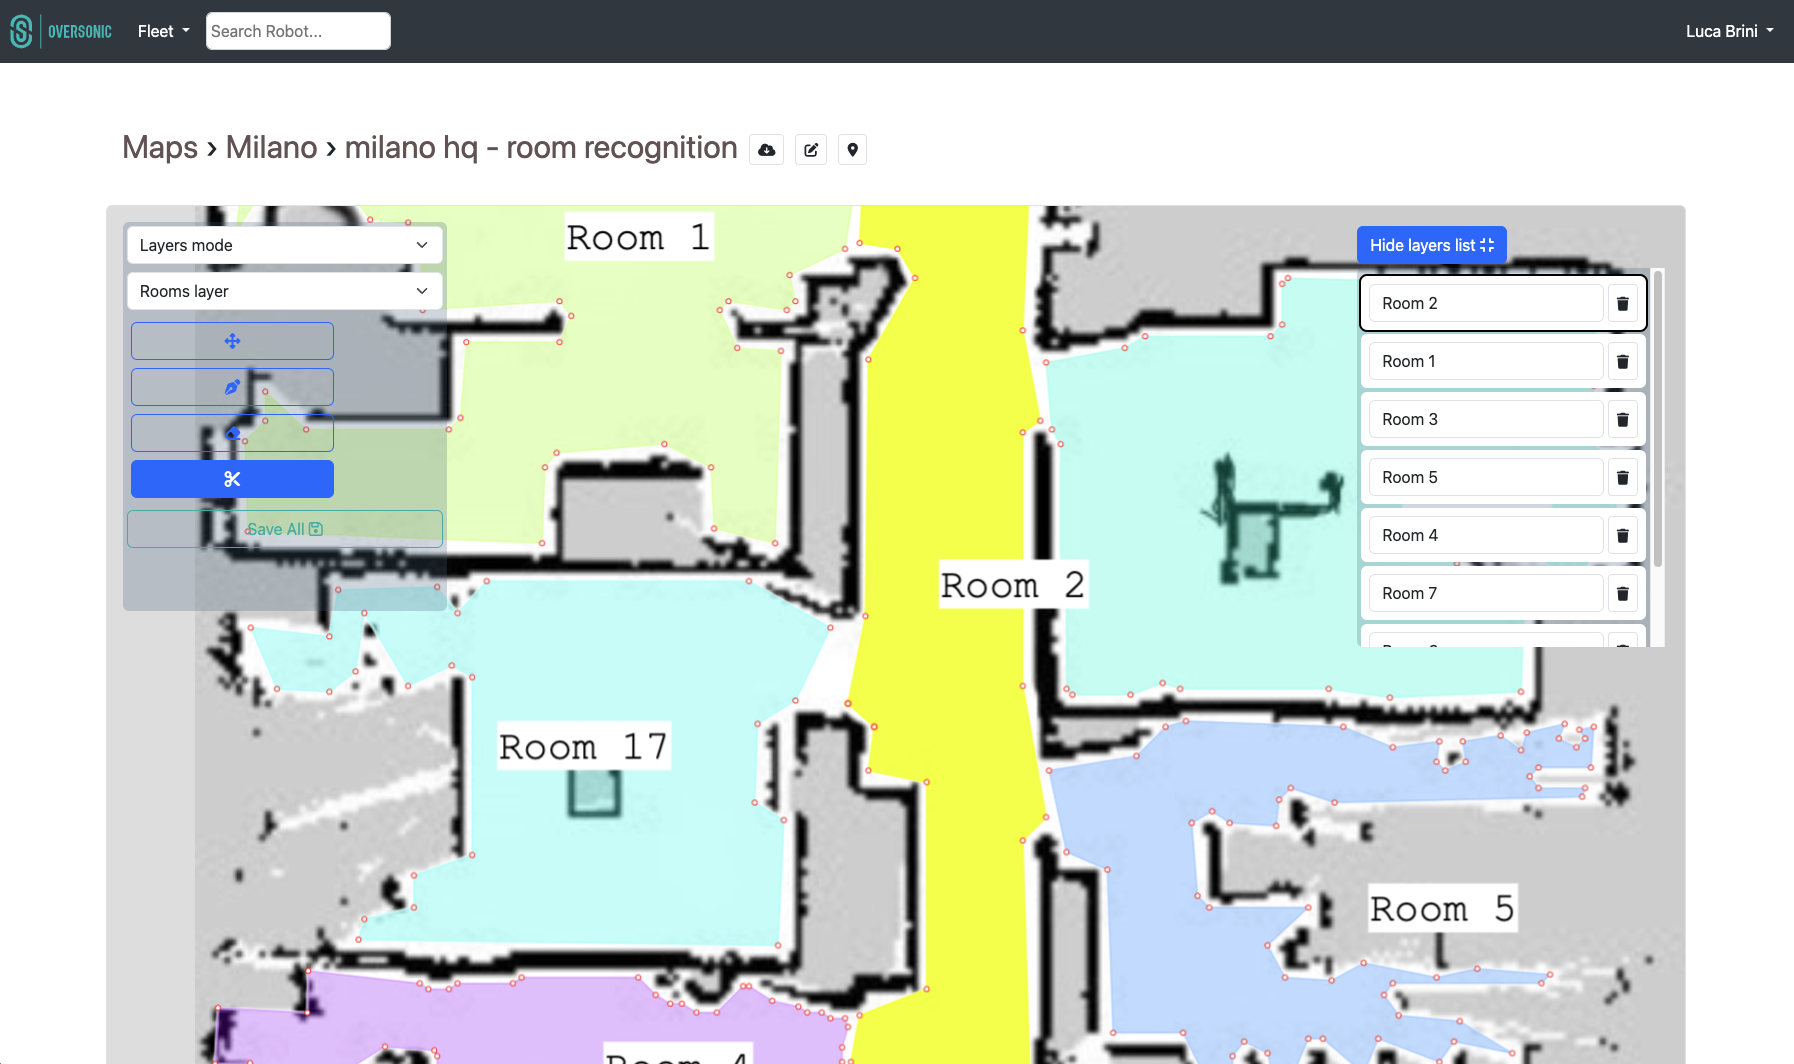 OVERSONIC
Fleet
Search Robot...
Luca Brini
Maps › Milano › milano hq - room recognition
Layers mode
Rooms layer
Save All
Hide layers list
Room 2
Room 1
Room 3
Room 5
Room 4
Room 7
Room 1
Room 2
Room 17
Room 5
Room 4